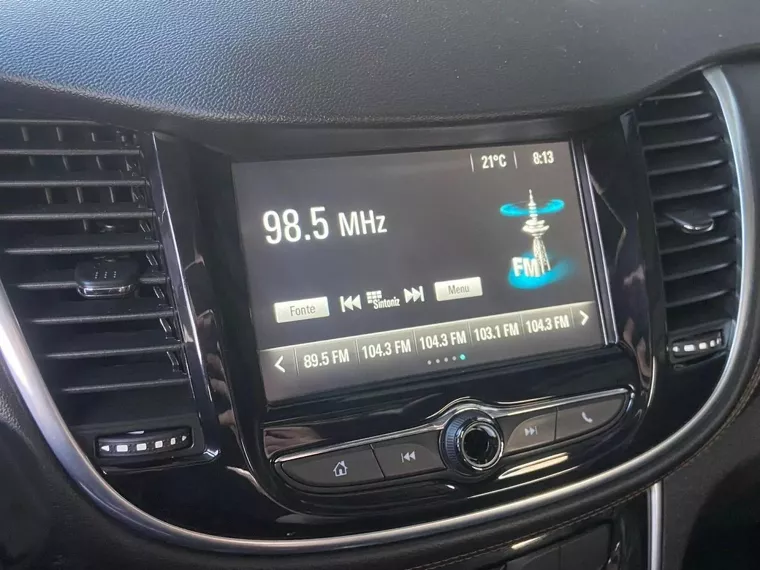 21°C 8:13
98.5 MHz
FM
Fonte Sintoniz Menu
89.5 FM 104.3 FM 104.3 FM 103.1 FM 104.3 FM